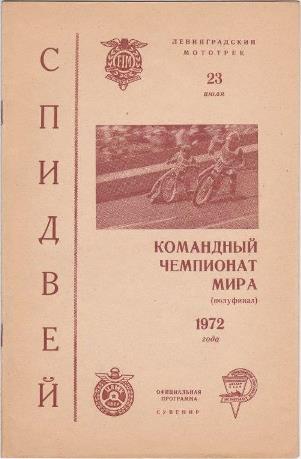 СПИДВЕЙ
ЛЕНИНГРАДСКИЙ
МОТОТРЕК
23
июля
КОМАНДНЫЙ
ЧЕМПИОНАТ
МИРА
(полуфинал)
1972
года
ОФИЦИАЛЬНАЯ
ПРОГРАММА
СУВЕНИР